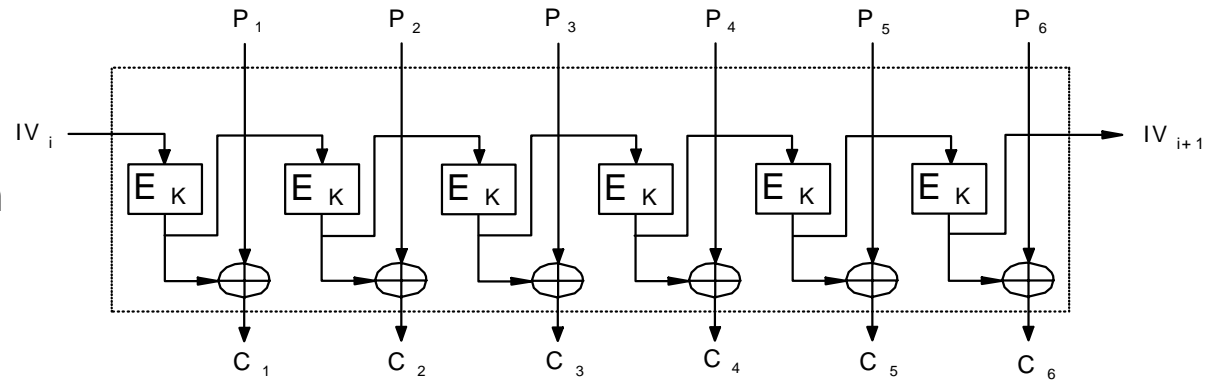 P 1 P 2 P 3 P 4 P 5 P 6
IV i IV i+1
E K E K E K E K E K E K
C 1 C 2 C 3 C 4 C 5 C 6